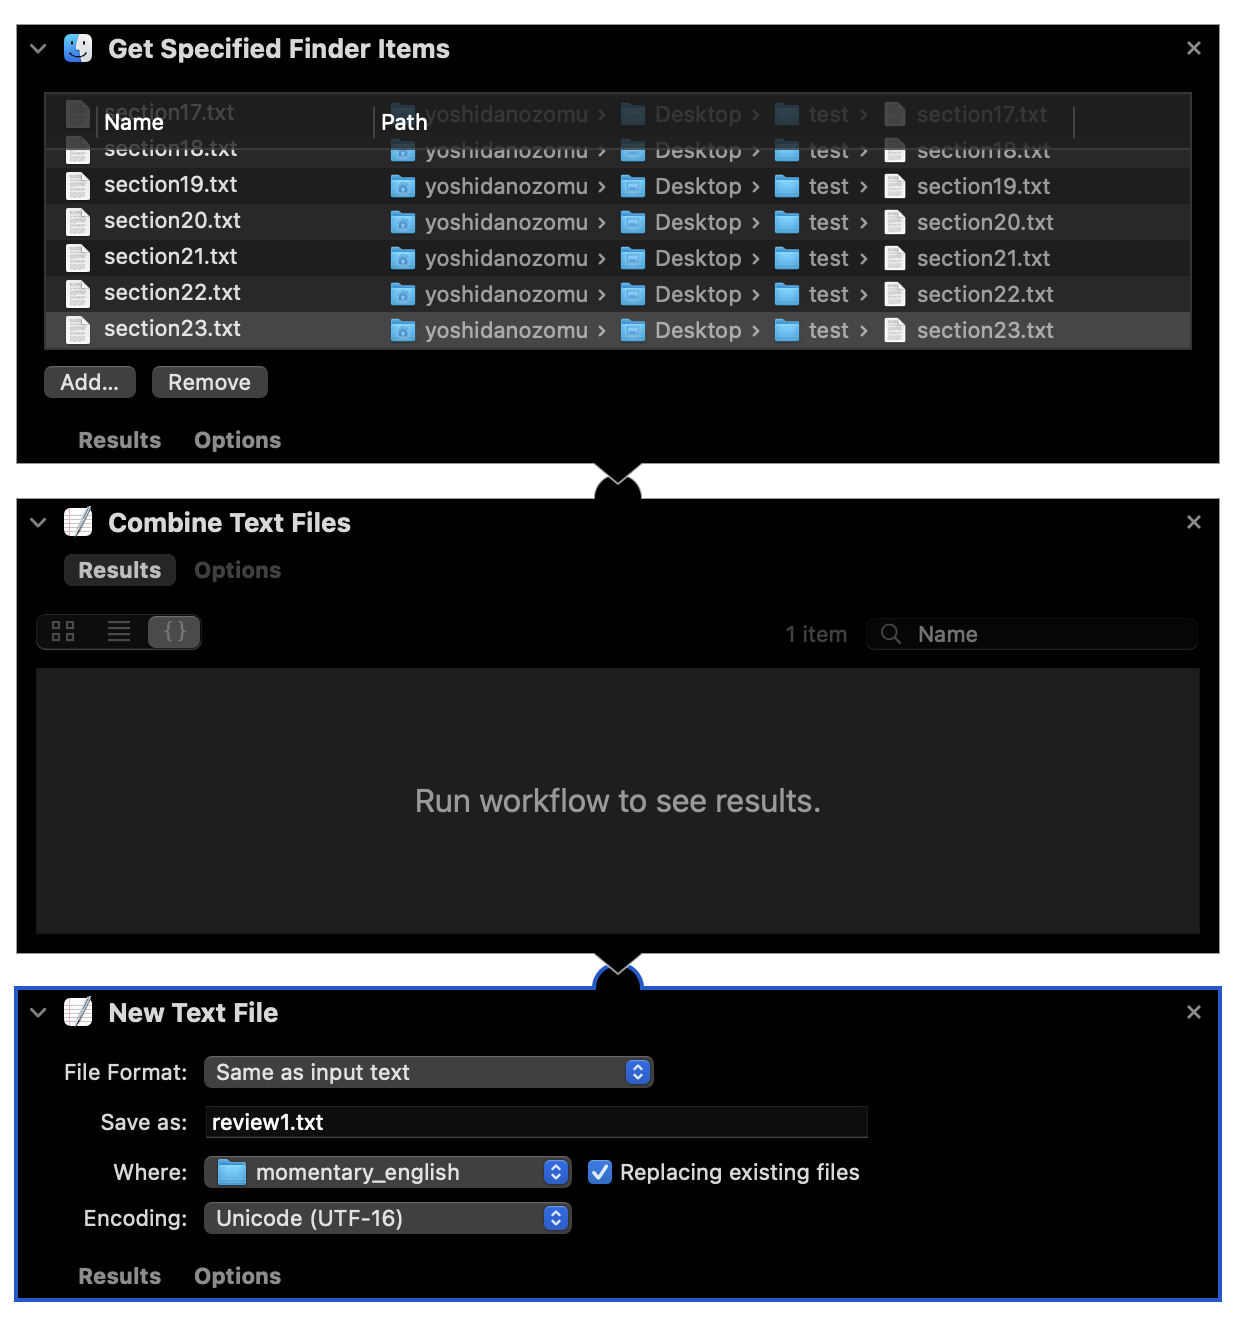 Get Specified Finder Items
section17.txt yoshidanozomu › Desktop › test › section17.txt
Name Path
section18.txt yoshidanozomu › Desktop › test › section18.txt
section19.txt yoshidanozomu › Desktop › test › section19.txt
section20.txt yoshidanozomu › Desktop › test › section20.txt
section21.txt yoshidanozomu › Desktop › test › section21.txt
section22.txt yoshidanozomu › Desktop › test › section22.txt
section23.txt yoshidanozomu › Desktop › test › section23.txt
Add... Remove
Results Options
Combine Text Files
Results Options
{} 1 item Name
Run workflow to see results.
New Text File
File Format: Same as input text
Save as: review1.txt
Where: momentary_english Replacing existing files
Encoding: Unicode (UTF-16)
Results Options